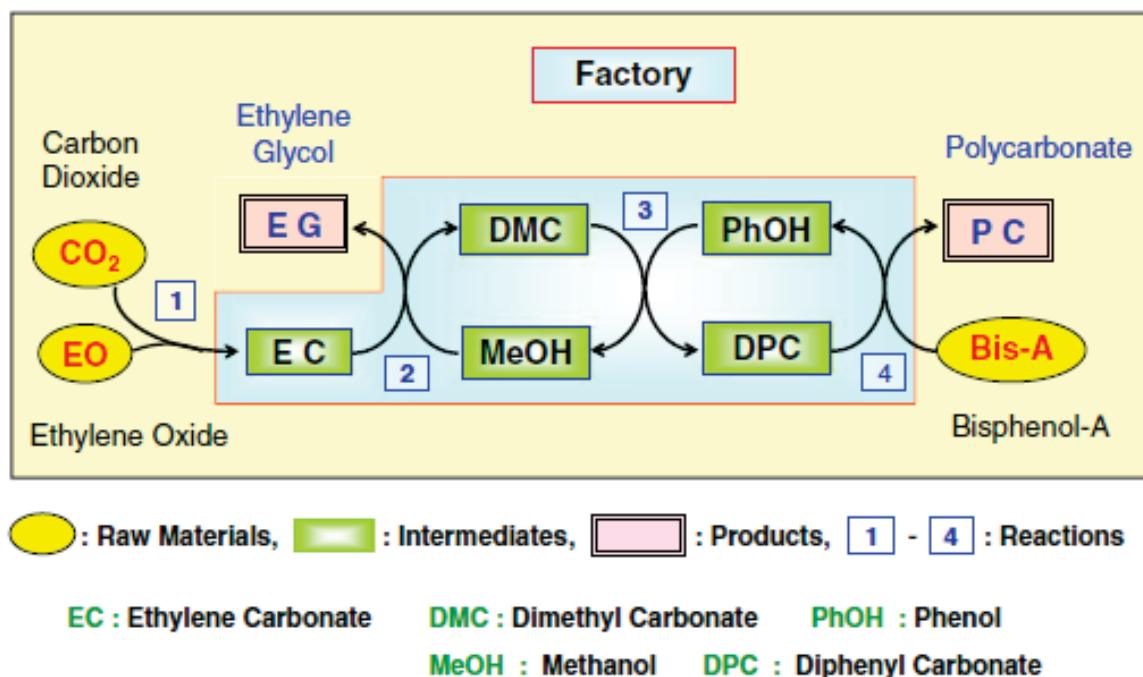 Factory
Ethylene
Glycol
Carbon
Dioxide
Polycarbonate
E G
DMC
3
PhOH
P C
CO₂
1
EO
E C
2
MeOH
DPC
4
Bis-A
Ethylene Oxide
Bisphenol-A
: Raw Materials, : Intermediates, : Products, 1 - 4 : Reactions
EC : Ethylene Carbonate DMC : Dimethyl Carbonate PhOH : Phenol
MeOH : Methanol DPC : Diphenyl Carbonate